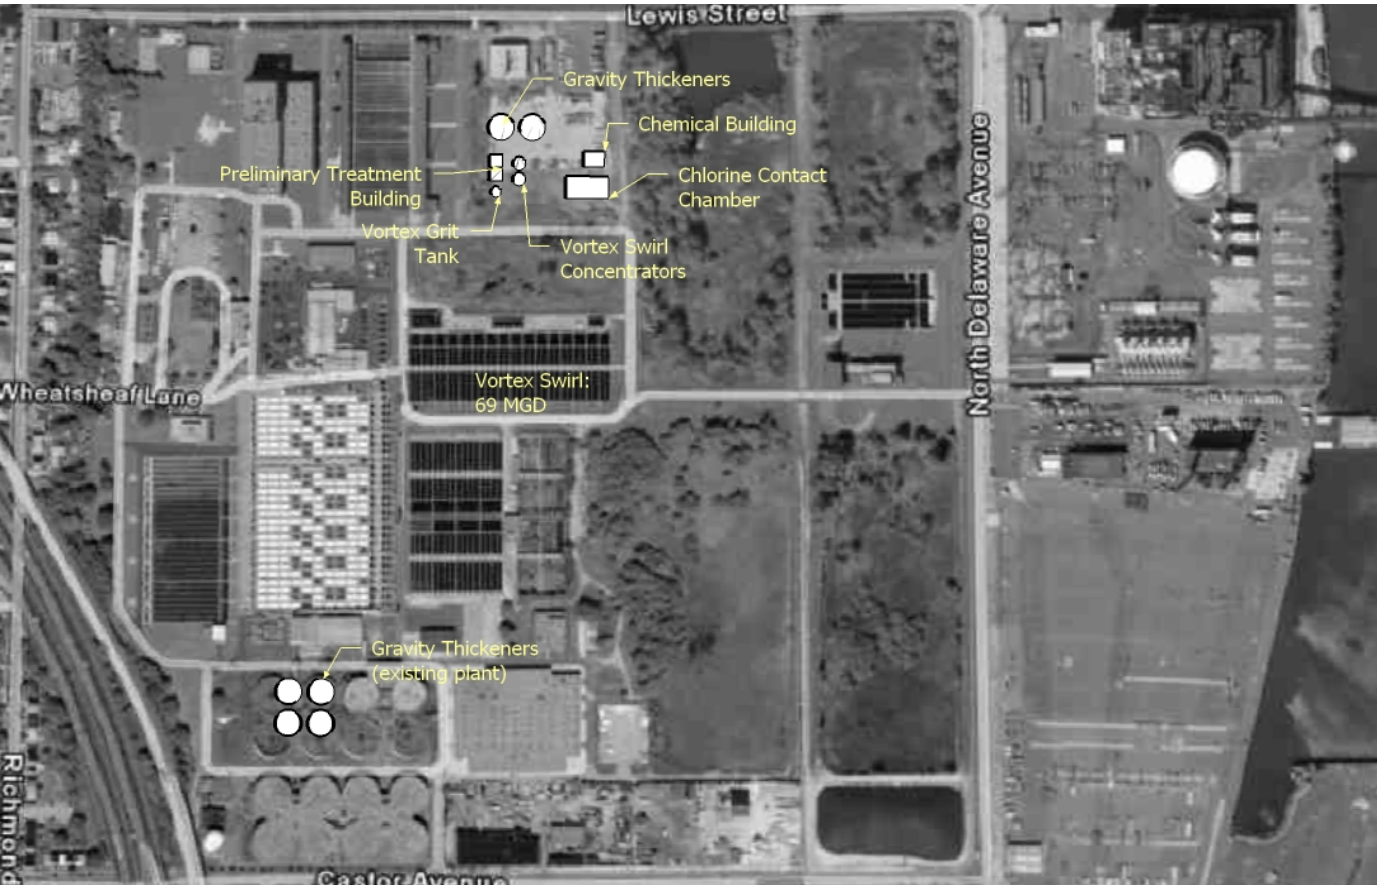 Lewis Street
Gravity Thickeners
Chemical Building
Preliminary Treatment
Building
Chlorine Contact
Chamber
Vortex Grit
Tank
Vortex Swirl
Concentrators
North Delaware Avenue
Wheatsheaf Lane
Vortex Swirl:
69 MGD
Gravity Thickeners
(existing plant)
Richmond
Castor Avenue